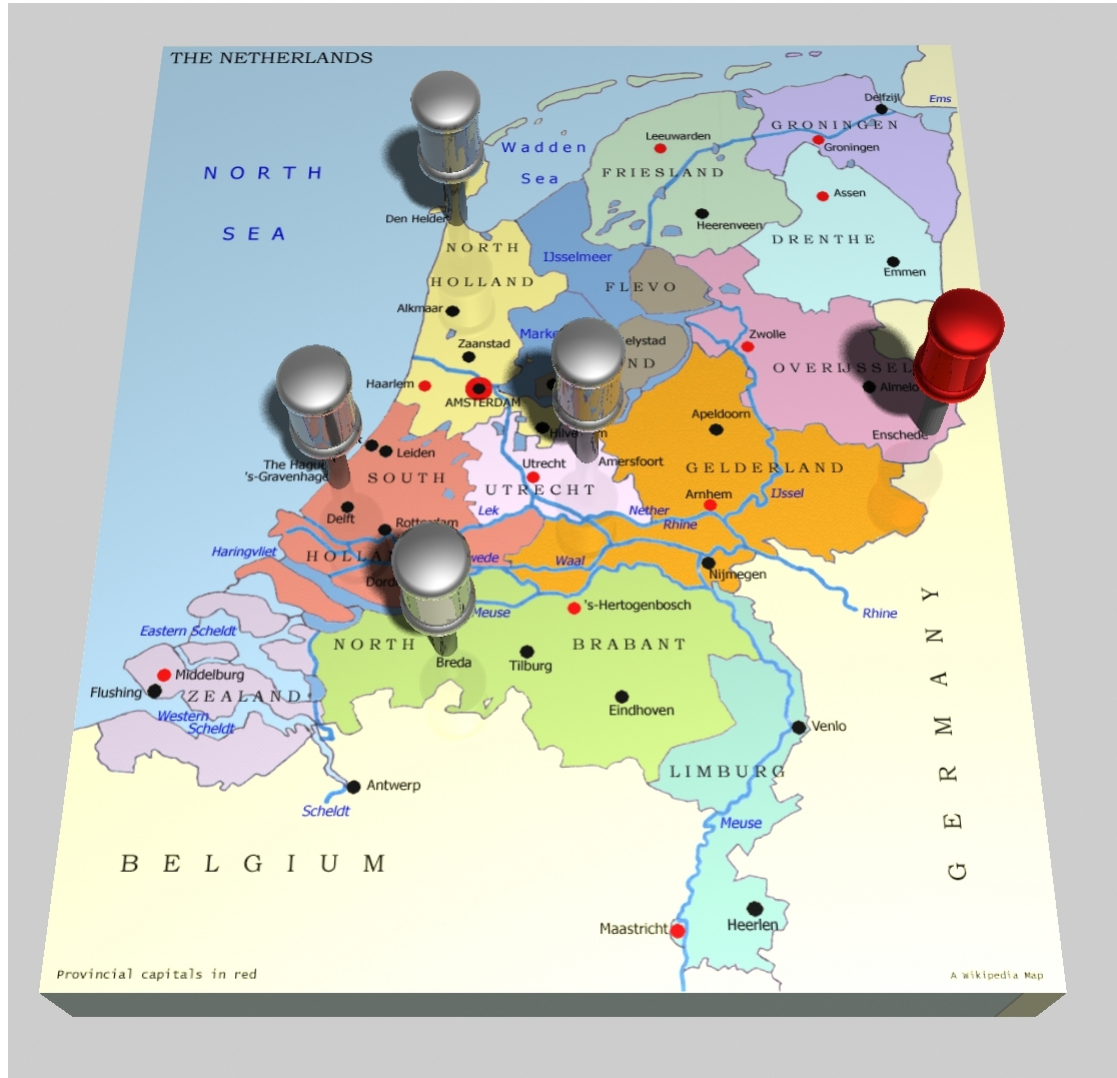 THE NETHERLANDS
Delfzijl
Ems
GRONINGEN
Groningen
Leeuwarden
Wadden
Sea
NORTH
SEA
FRIESLAND
Assen
Den Helder
Heerenveen
DRENTHE
NORTH
HOLLAND
IJsselmeer
Emmen
FLEVO
Alkmaar
Zaanstad
Zwolle
OVERIJSSEL
Haarlem
AMSTERDAM
Apeldoorn
Enschede
Leiden
The Hague
's-Gravenhage
SOUTH
Utrecht
Amersfoort
UTRECHT
GELDERLAND
Arnhem
IJssel
Lek
Nether
Rhine
Delft
Rotterdam
Haringvliet
Waal
Nijmegen
Rhine
Meuse
's-Hertogenbosch
Eastern Scheldt
NORTH
BRABANT
Breda
Tilburg
Middelburg
Flushing
ZEALAND
Western
Scheldt
Eindhoven
Venlo
GERMANY
LIMBURG
Antwerp
Scheldt
Meuse
BELGIUM
Maastricht
Heerlen
Provincial capitals in red
A Wikipedia Map